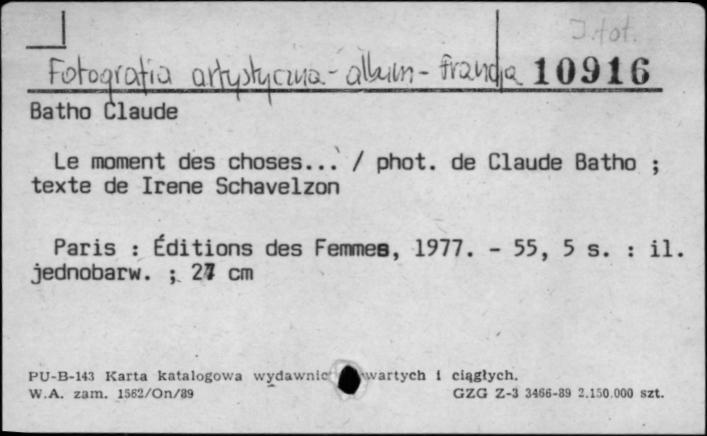 J. fot.
Fotografia artystyczna - album - Francja 10916
Batho Claude
Le moment des choses... / phot. de Claude Batho ;
texte de Irene Schavelzon
Paris : Éditions des Femmes, 1977. - 55, 5 s. : il.
jednobarw. ; 27 cm
PU-B-143 Karta katalogowa wydawnic wartych i ciągłych.
W.A. zam. 1562/On/89 GZG Z-3 3466-89 2.150.000 szt.